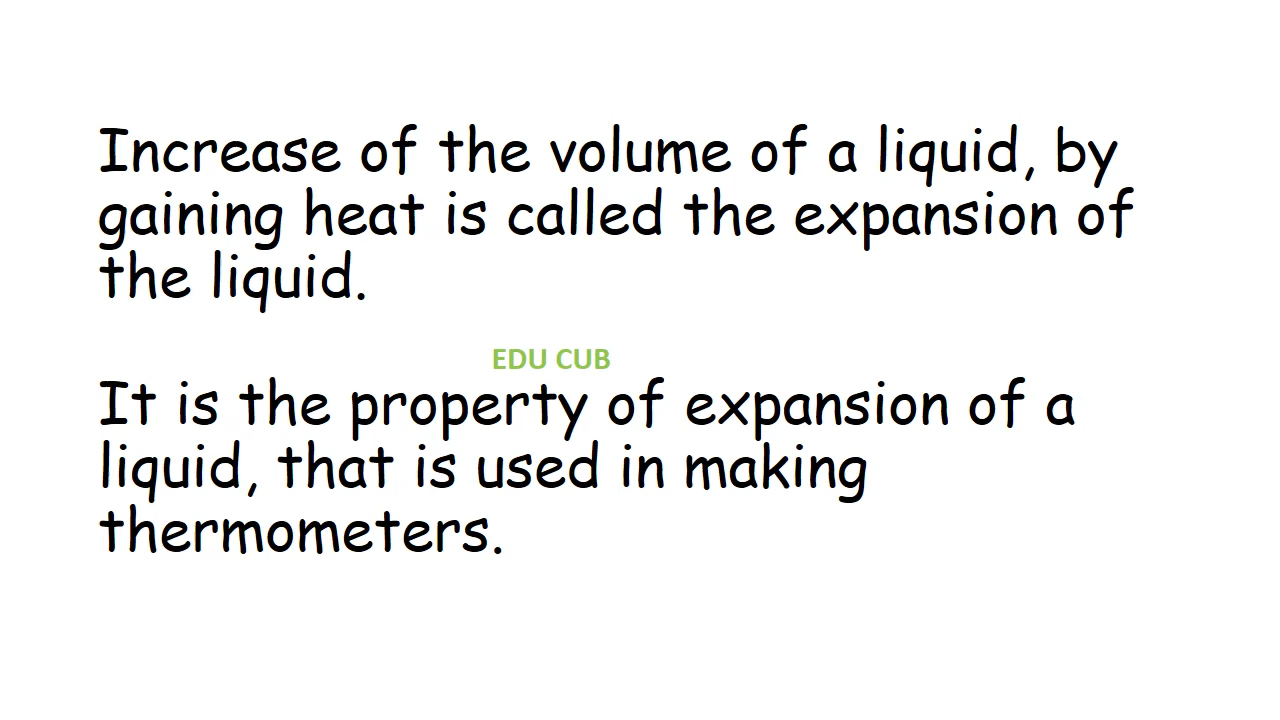 Increase of the volume of a liquid, by
gaining heat is called the expansion of
the liquid.
EDU CUB
It is the property of expansion of a
liquid, that is used in making
thermometers.